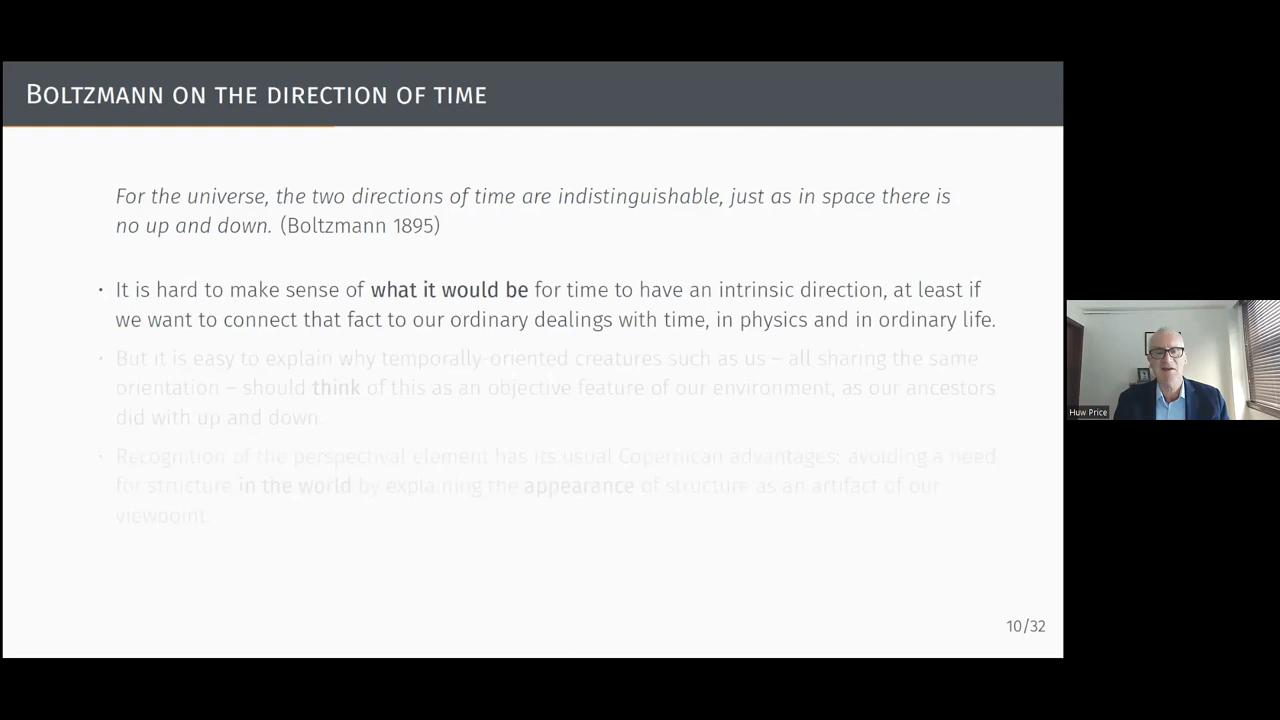 BOLTZMANN ON THE DIRECTION OF TIME
For the universe, the two directions of time are indistinguishable, just as in space there is
no up and down. (Boltzmann 1895)
• It is hard to make sense of what it would be for time to have an intrinsic direction, at least if
we want to connect that fact to our ordinary dealings with time, in physics and in ordinary life.
• But it is easy to explain why temporally-oriented creatures such as us – all sharing the same
orientation – should think of this as an objective feature of our environment, as our ancestors
did with up and down.
• Recognition of the perspectival element has its usual Copernican advantages: avoiding a need
for structure in the world by explaining the appearance of structure as an artifact of our
viewpoint.
10/32
Huw Price